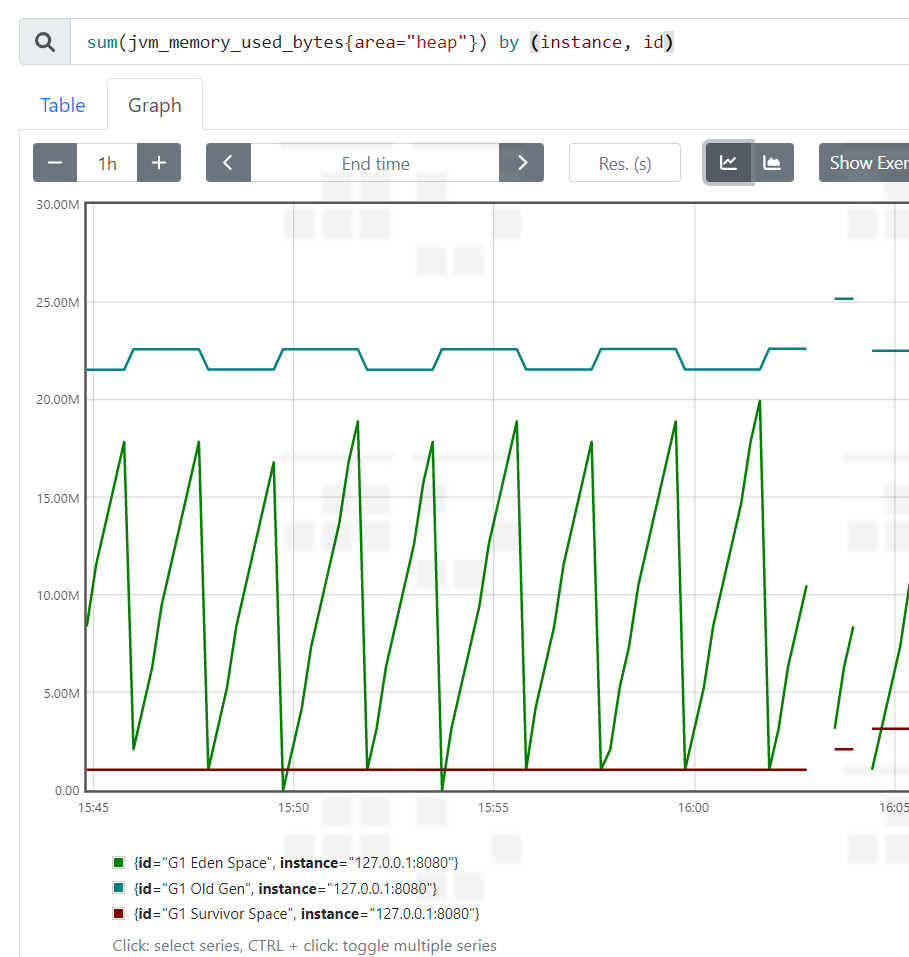 sum(jvm_memory_used_bytes{area="heap"}) by (instance, id)
Table Graph
1h End time Res. (s) Show Exer
30.00M
25.00M
20.00M
15.00M
10.00M
5.00M
0.00
15:45 15:50 15:55 16:00 16:05
{id="G1 Eden Space", instance="127.0.0.1:8080"}
{id="G1 Old Gen", instance="127.0.0.1:8080"}
{id="G1 Survivor Space", instance="127.0.0.1:8080"}
Click: select series, CTRL + click: toggle multiple series